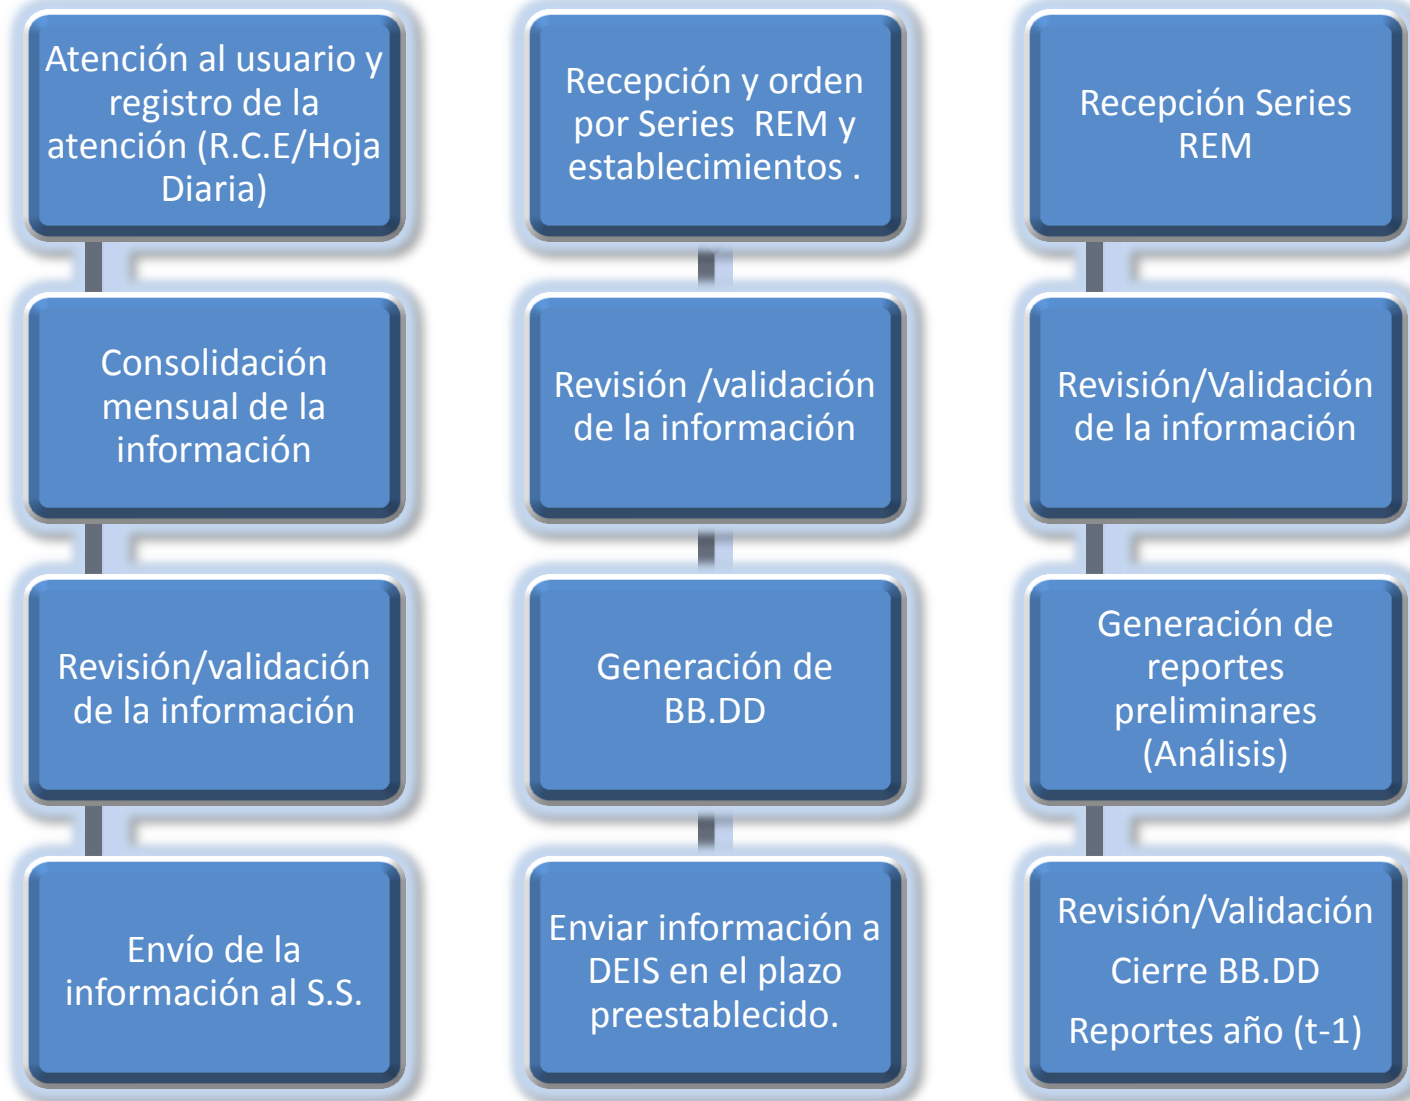 Atención al usuario y
registro de la
atención (R.C.E/Hoja
Diaria)
Consolidación
mensual de la
información
Revisión/validación
de la información
Envío de la
información al S.S.
Recepción y orden
por Series  REM y
establecimientos .
Revisión /validación
de la información
Generación de
BB.DD
Enviar información a
DEIS en el plazo
preestablecido.
Recepción Series
REM
Revisión/Validación
de la información
Generación de
reportes
preliminares
(Análisis)
Revisión/Validación
Cierre BB.DD
Reportes año (t-1)